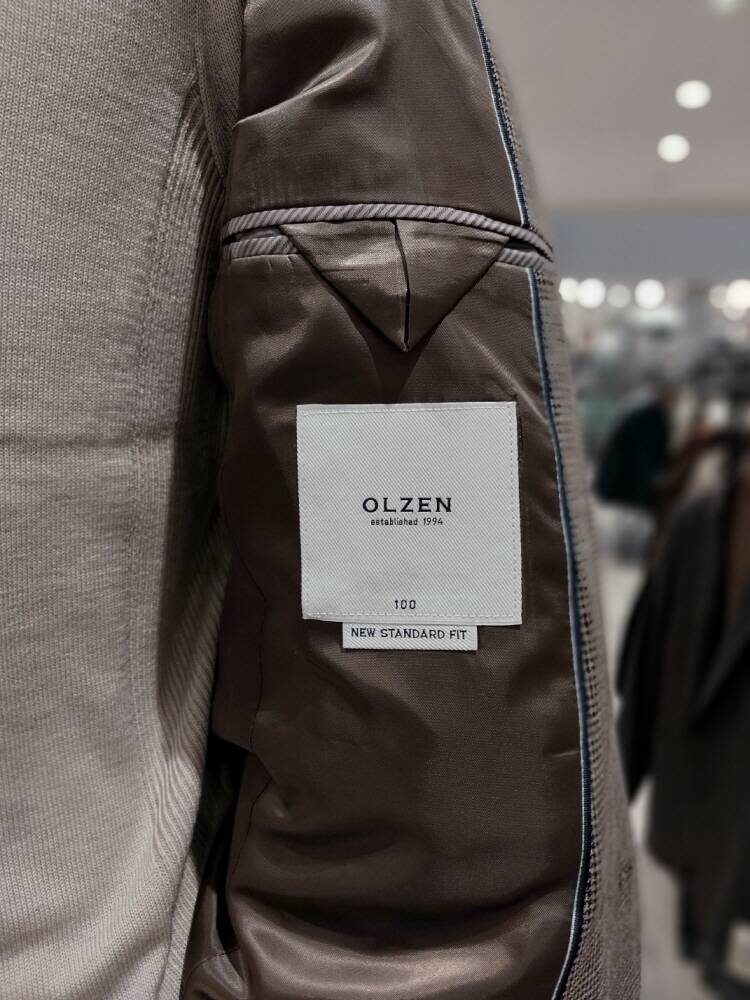 OLZEN
established 1994
100
NEW STANDARD FIT